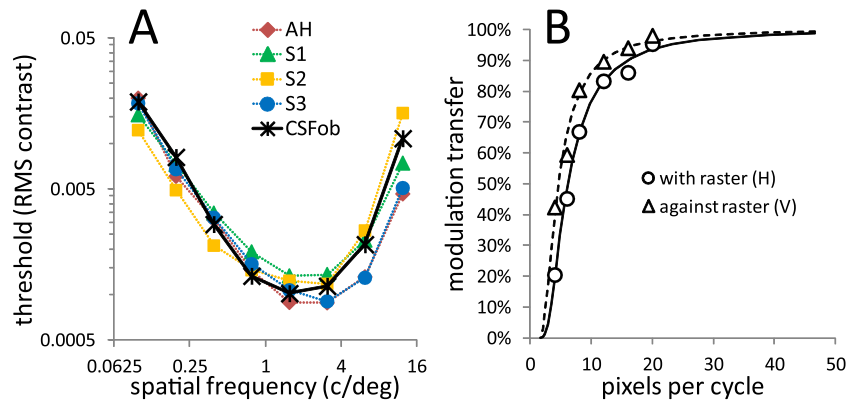 A
0.05
0.005
0.0005
threshold (RMS contrast)
0.0625
0.25
1
4
16
spatial frequency (c/deg)
AH
S1
S2
S3
CSFob
B
100%
90%
80%
70%
60%
50%
40%
30%
20%
10%
0%
modulation transfer
0
10
20
30
40
50
pixels per cycle
with raster (H)
against raster (V)